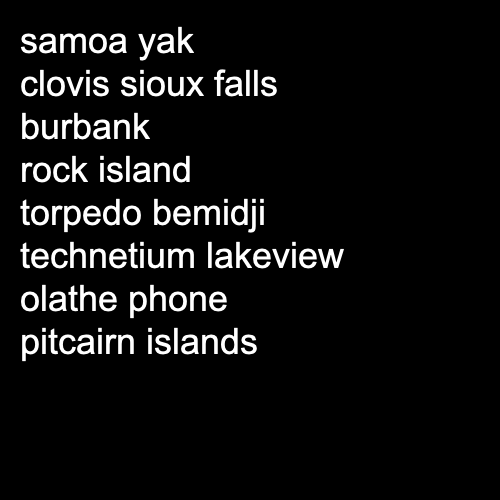 samoa yak
clovis sioux falls
burbank
rock island
torpedo bemidji
technetium lakeview
olathe phone
pitcairn islands